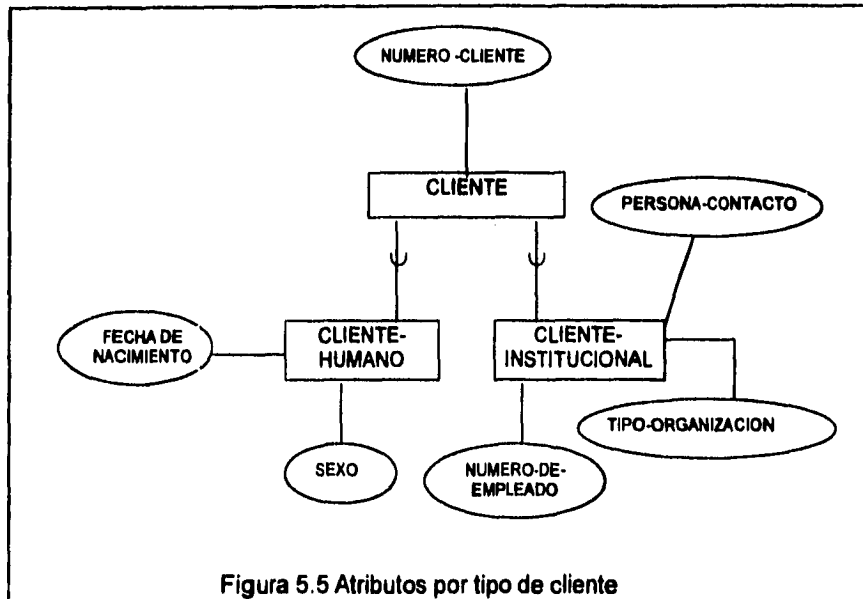 NUMERO -CLIENTE
CLIENTE
PERSONA-CONTACTO
FECHA DE
NACIMIENTO
CLIENTE-
HUMANO
CLIENTE-
INSTITUCIONAL
TIPO-ORGANIZACION
SEXO
NUMERO-DE-
EMPLEADO
Figura 5.5 Atributos por tipo de cliente